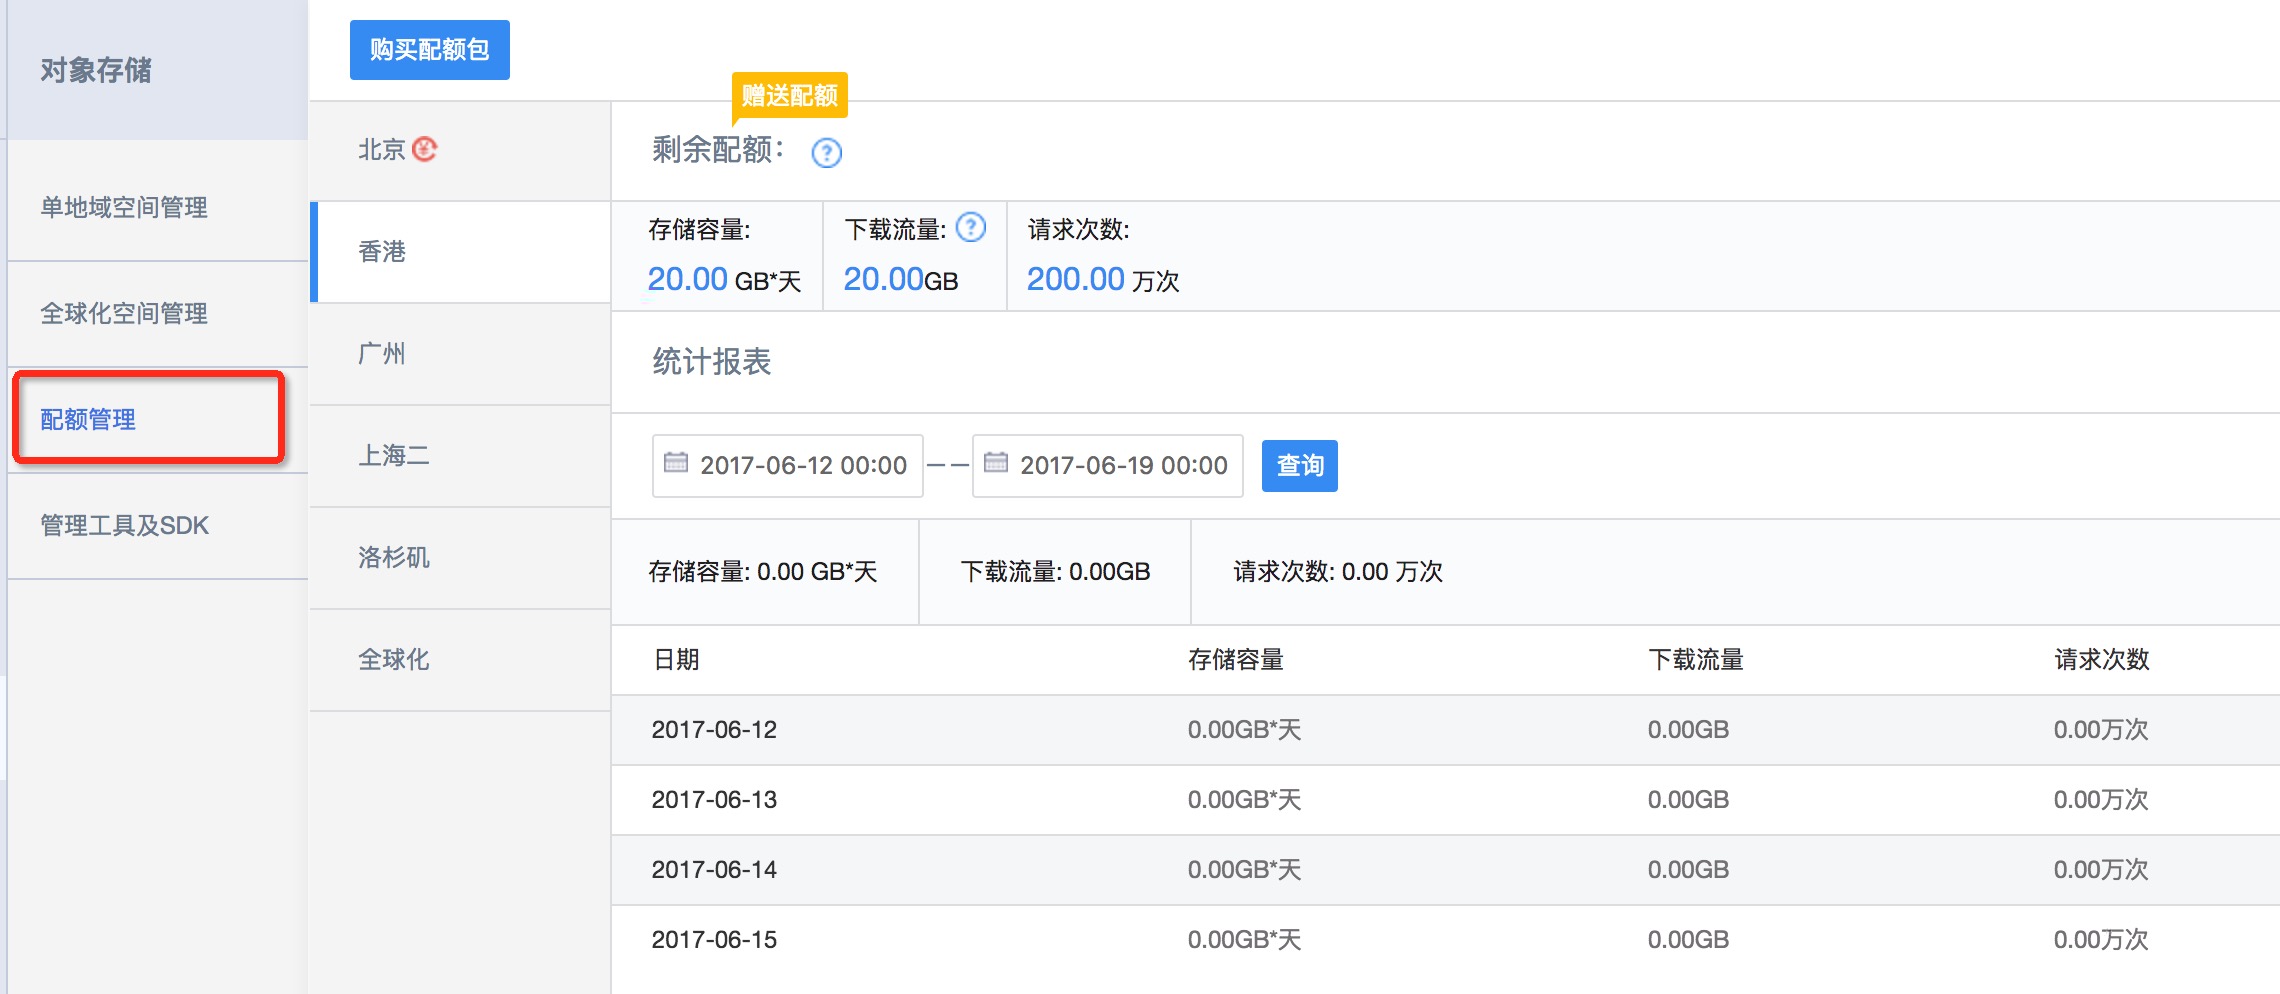 对象存储
单地域空间管理
全球化空间管理
配额管理
管理工具及SDK
购买配额包
北京
香港
广州
上海二
洛杉矶
全球化
赠送配额
剩余配额：
存储容量: 下载流量: 请求次数:
20.00 GB*天 20.00GB 200.00 万次
统计报表
2017-06-12 00:00 -- 2017-06-19 00:00 查询
存储容量: 0.00 GB*天 下载流量: 0.00GB 请求次数: 0.00 万次
日期 存储容量 下载流量 请求次数
2017-06-12 0.00GB*天 0.00GB 0.00万次
2017-06-13 0.00GB*天 0.00GB 0.00万次
2017-06-14 0.00GB*天 0.00GB 0.00万次
2017-06-15 0.00GB*天 0.00GB 0.00万次